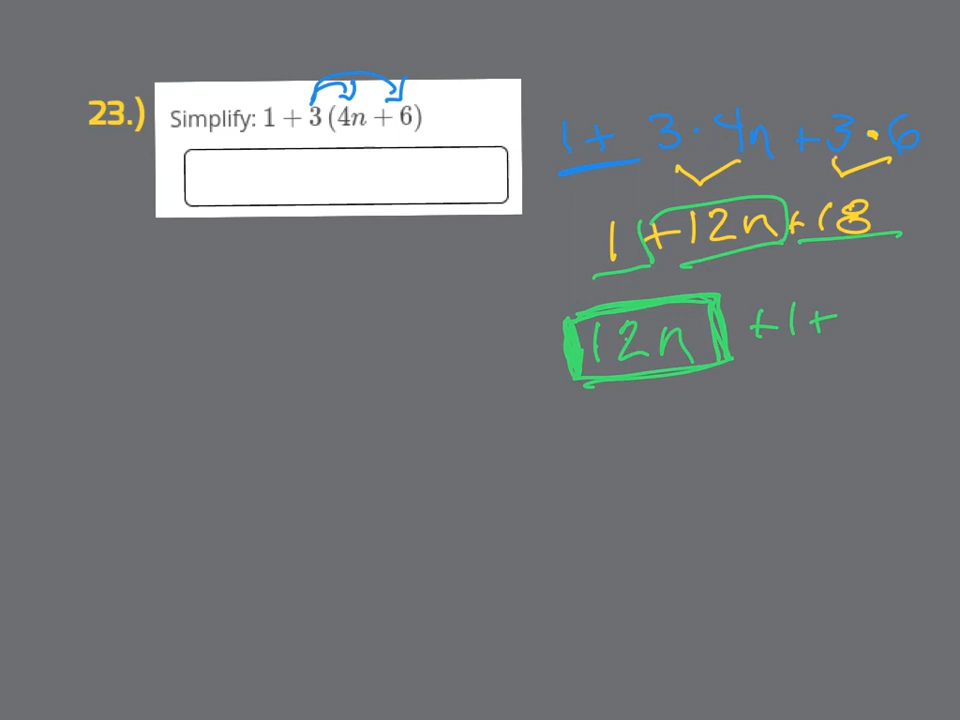 23.)
Simplify: 1 + 3 (4n + 6)
1 + 3 · 4n + 3 · 6
1 + 12n + 18
12n + 1 +